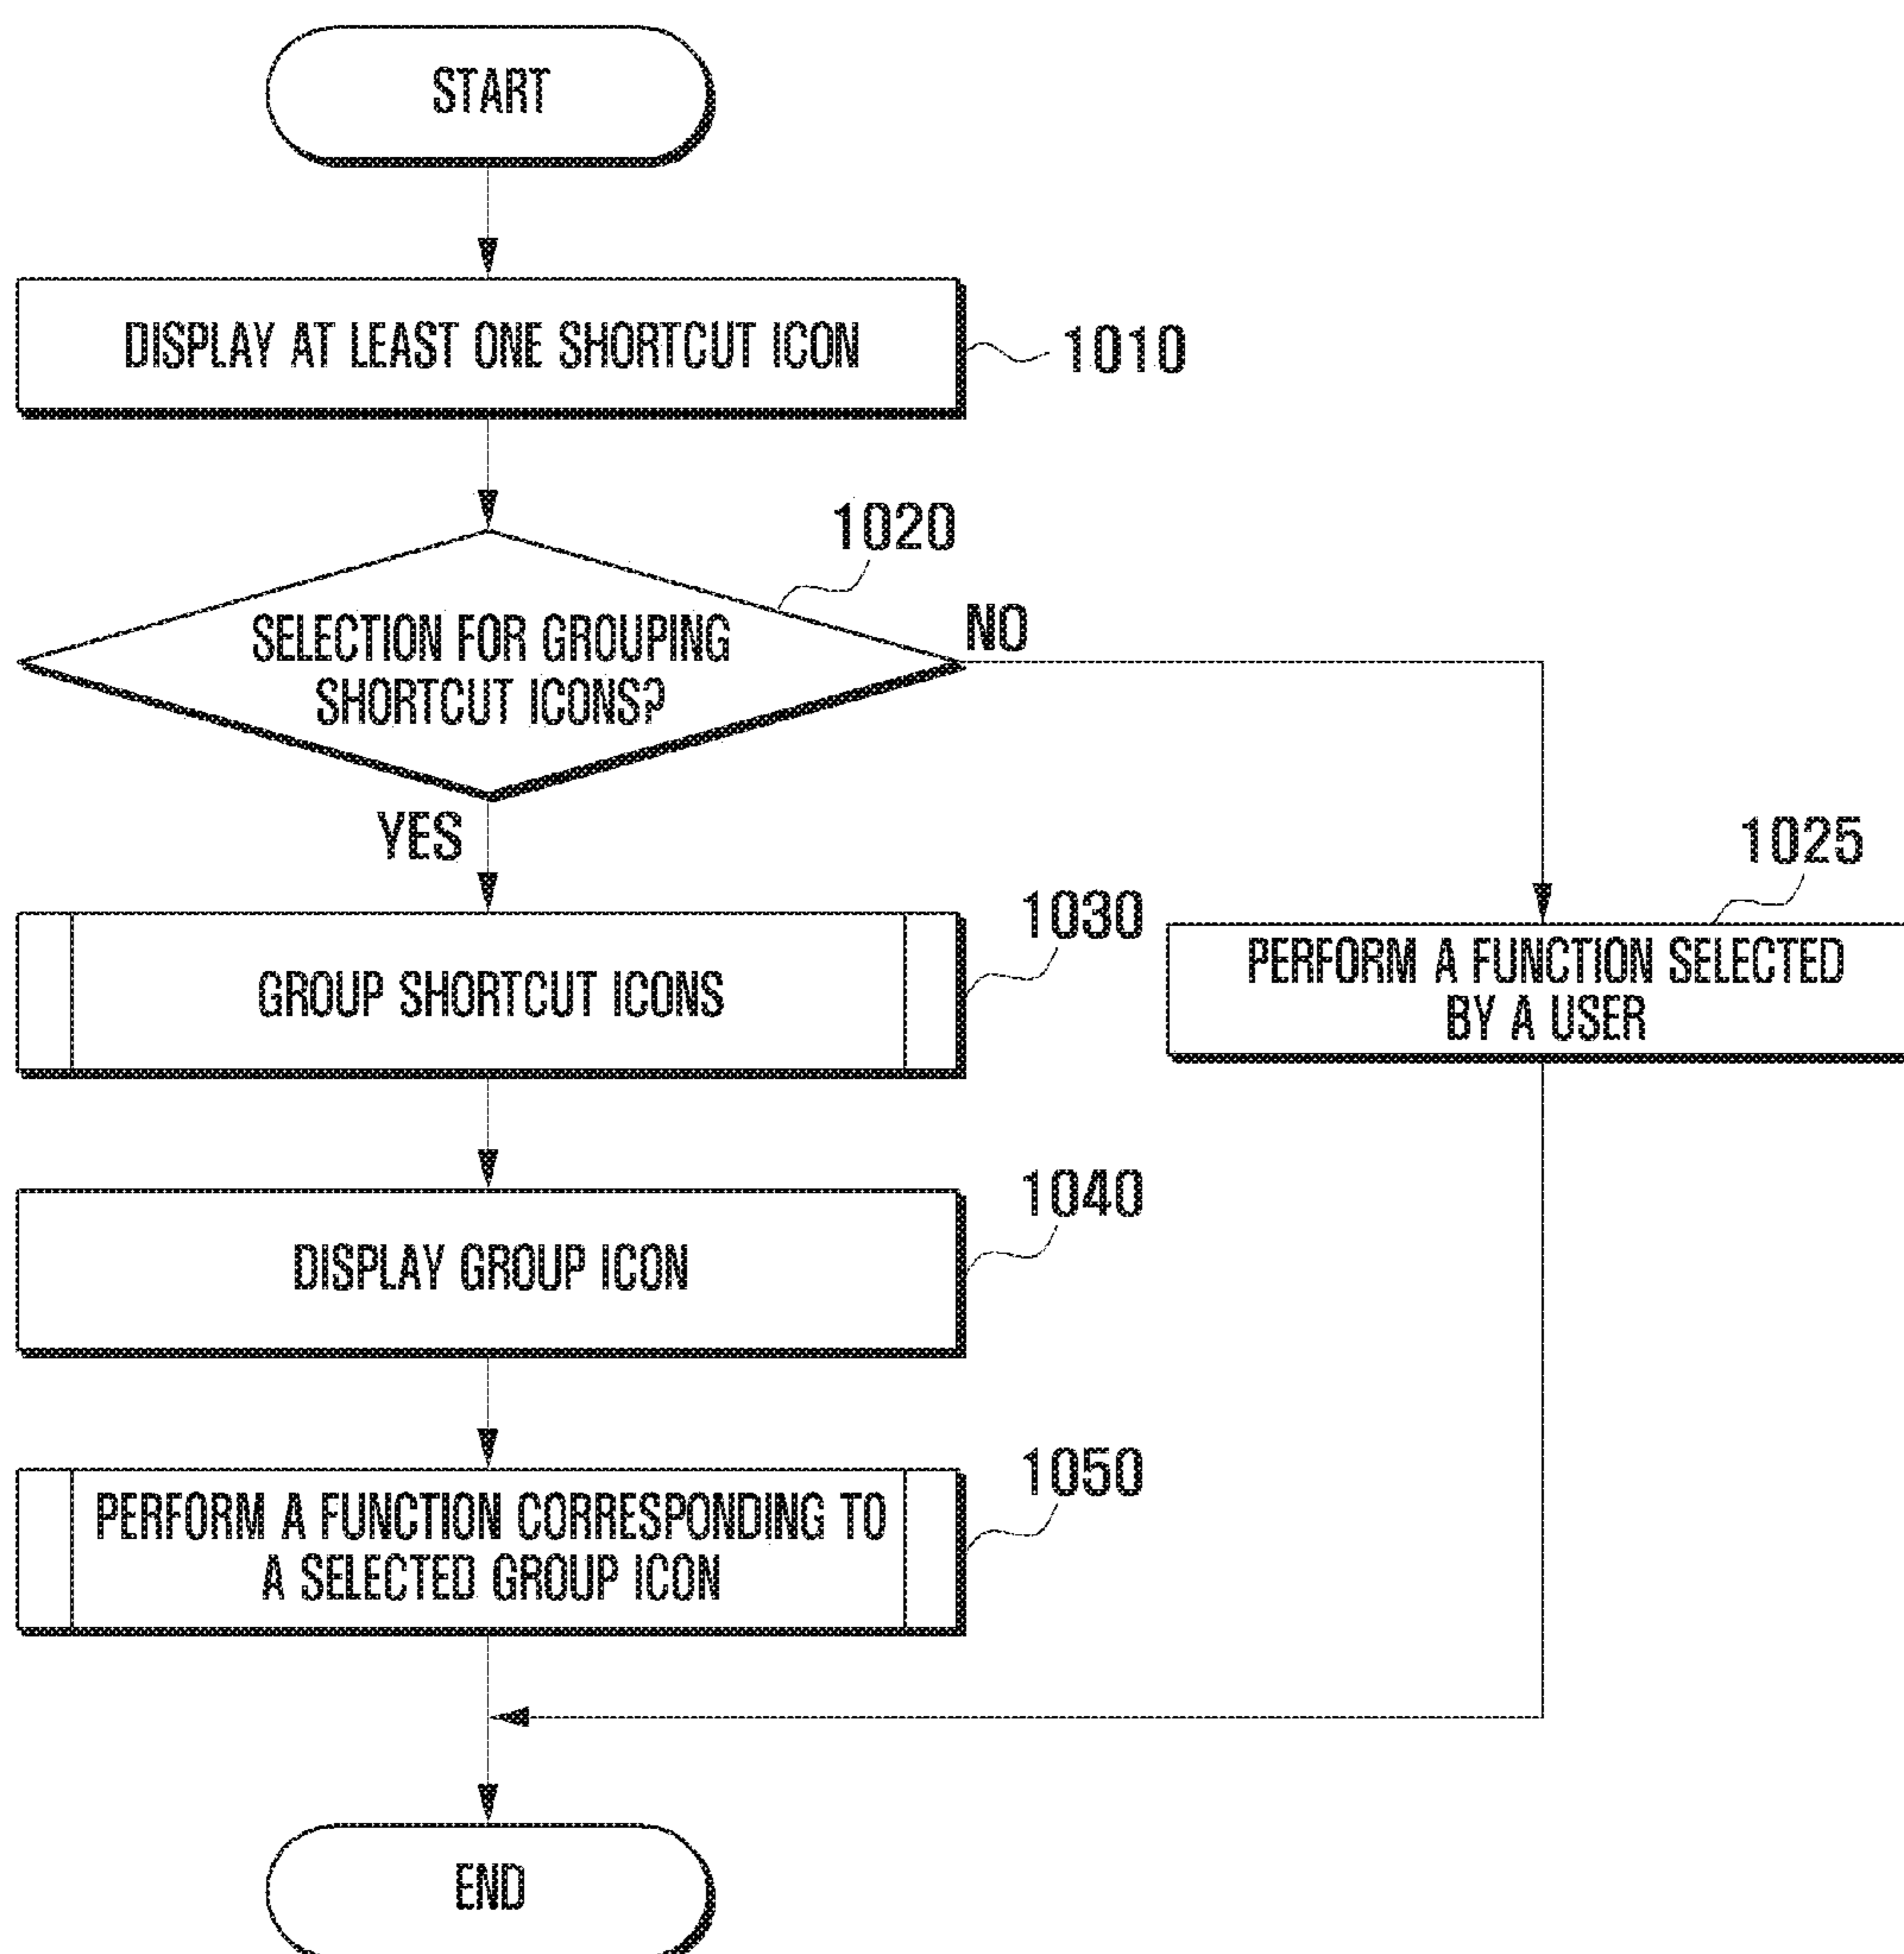 START
DISPLAY AT LEAST ONE SHORTCUT ICON
1010
1020
SELECTION FOR GROUPING
SHORTCUT ICONS?
NO
YES
1025
PERFORM A FUNCTION SELECTED
BY A USER
1030
GROUP SHORTCUT ICONS
1040
DISPLAY GROUP ICON
1050
PERFORM A FUNCTION CORRESPONDING TO
A SELECTED GROUP ICON
END